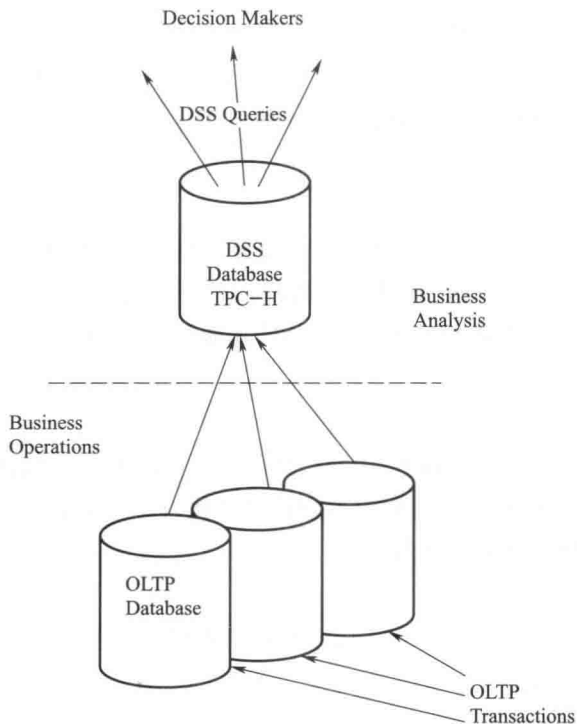 Decision Makers
DSS Queries
DSS
Database
TPC-H
Business
Analysis
Business
Operations
OLTP
Database
OLTP
Transactions